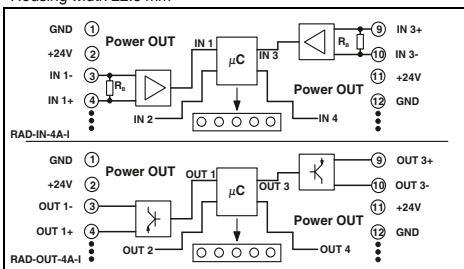 Housing width 22.5 mm
GND 1
+24V 2
Power OUT
IN 1- 3
IN 1+ 4
RB
IN 1
IN 2
µC
IN 3
IN 4
RB
9 IN 3+
10 IN 3-
Power OUT
11 +24V
12 GND
RAD-IN-4A-I
GND 1
+24V 2
Power OUT
OUT 1- 3
OUT 1+ 4
OUT 1
OUT 2
µC
OUT 3
OUT 4
9 OUT 3+
10 OUT 3-
Power OUT
11 +24V
12 GND
RAD-OUT-4A-I